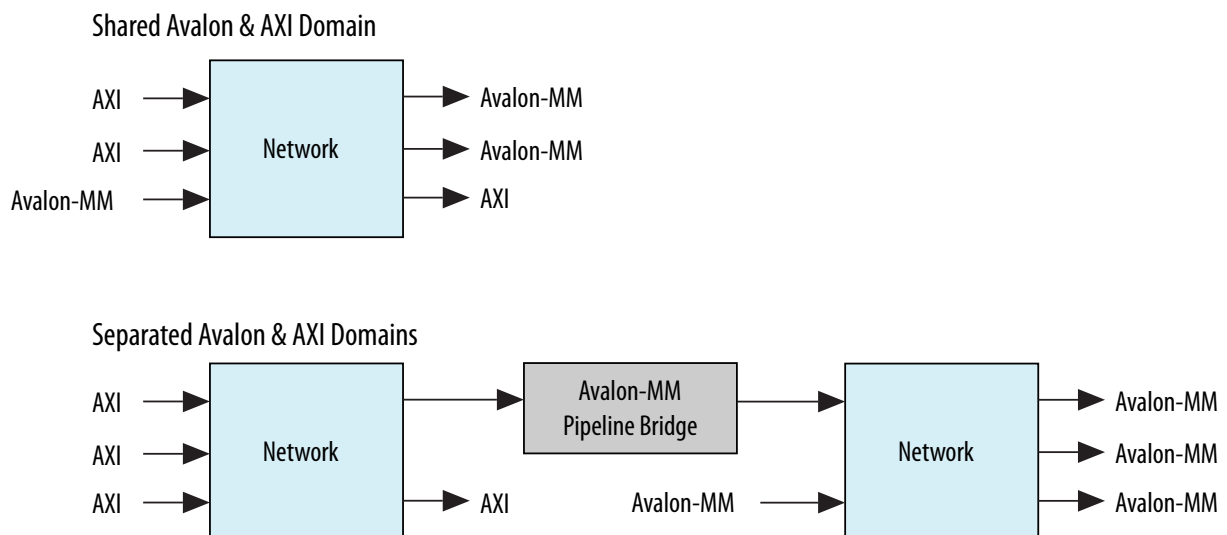 Shared Avalon & AXI Domain
AXI
Avalon-MM
AXI
Network
Avalon-MM
Avalon-MM
AXI
Separated Avalon & AXI Domains
AXI
Avalon-MM
Pipeline Bridge
Avalon-MM
AXI
Network
Network
Avalon-MM
AXI
AXI
Avalon-MM
Avalon-MM